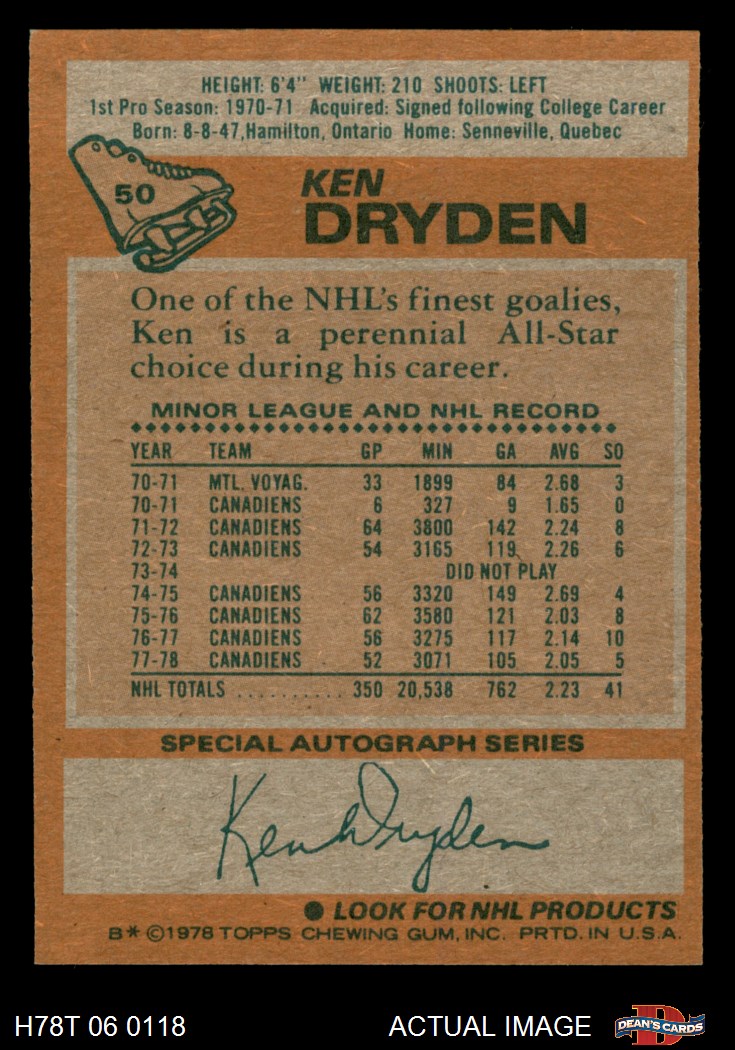 HEIGHT: 6'4" WEIGHT: 210 SHOOTS: LEFT
1st Pro Season: 1970-71 Acquired: Signed following College Career
Born: 8-8-47, Hamilton, Ontario Home: Senneville, Quebec
50
KEN
DRYDEN
One of the NHL's finest goalies,
Ken is a perennial All-Star
choice during his career.
MINOR LEAGUE AND NHL RECORD
YEAR TEAM GP MIN GA AVG SO
70-71 MTL. VOYAG. 33 1899 84 2.68 3
70-71 CANADIENS 6 327 9 1.65 0
71-72 CANADIENS 64 3800 142 2.24 8
72-73 CANADIENS 54 3165 119 2.26 6
73-74 DID NOT PLAY
74-75 CANADIENS 56 3320 149 2.69 4
75-76 CANADIENS 62 3580 121 2.03 8
76-77 CANADIENS 56 3275 117 2.14 10
77-78 CANADIENS 52 3071 105 2.05 5
NHL TOTALS .......... 350 20,538 762 2.23 41
SPECIAL AUTOGRAPH SERIES
Ken Dryden
● LOOK FOR NHL PRODUCTS
B* © 1978 TOPPS CHEWING GUM, INC. PRTD. IN U.S.A.
H78T 06 0118 ACTUAL IMAGE
D
DEAN'S CARDS